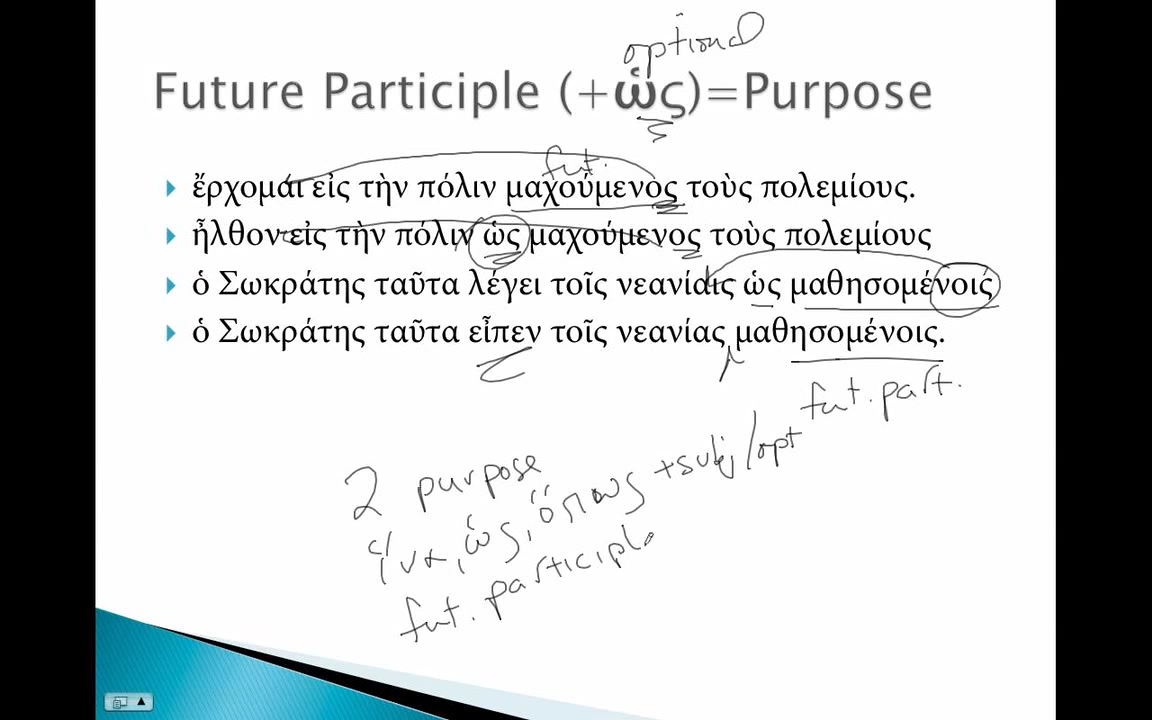 optional
Future Participle (+ὡς)=Purpose
fut.
ἔρχομαι εἰς τὴν πόλιν μαχούμενος τοὺς πολεμίους.
ἦλθον εἰς τὴν πόλιν ὡς μαχούμενος τοὺς πολεμίους
ὁ Σωκράτης ταῦτα λέγει τοῖς νεανίαις ὡς μαθησομένοις
ὁ Σωκράτης ταῦτα εἶπεν τοῖς νεανίας μαθησομένοις.
fut. part.
2 purpose
ἵνα, ὡς, ὅπως +subj/opt
fut. participle